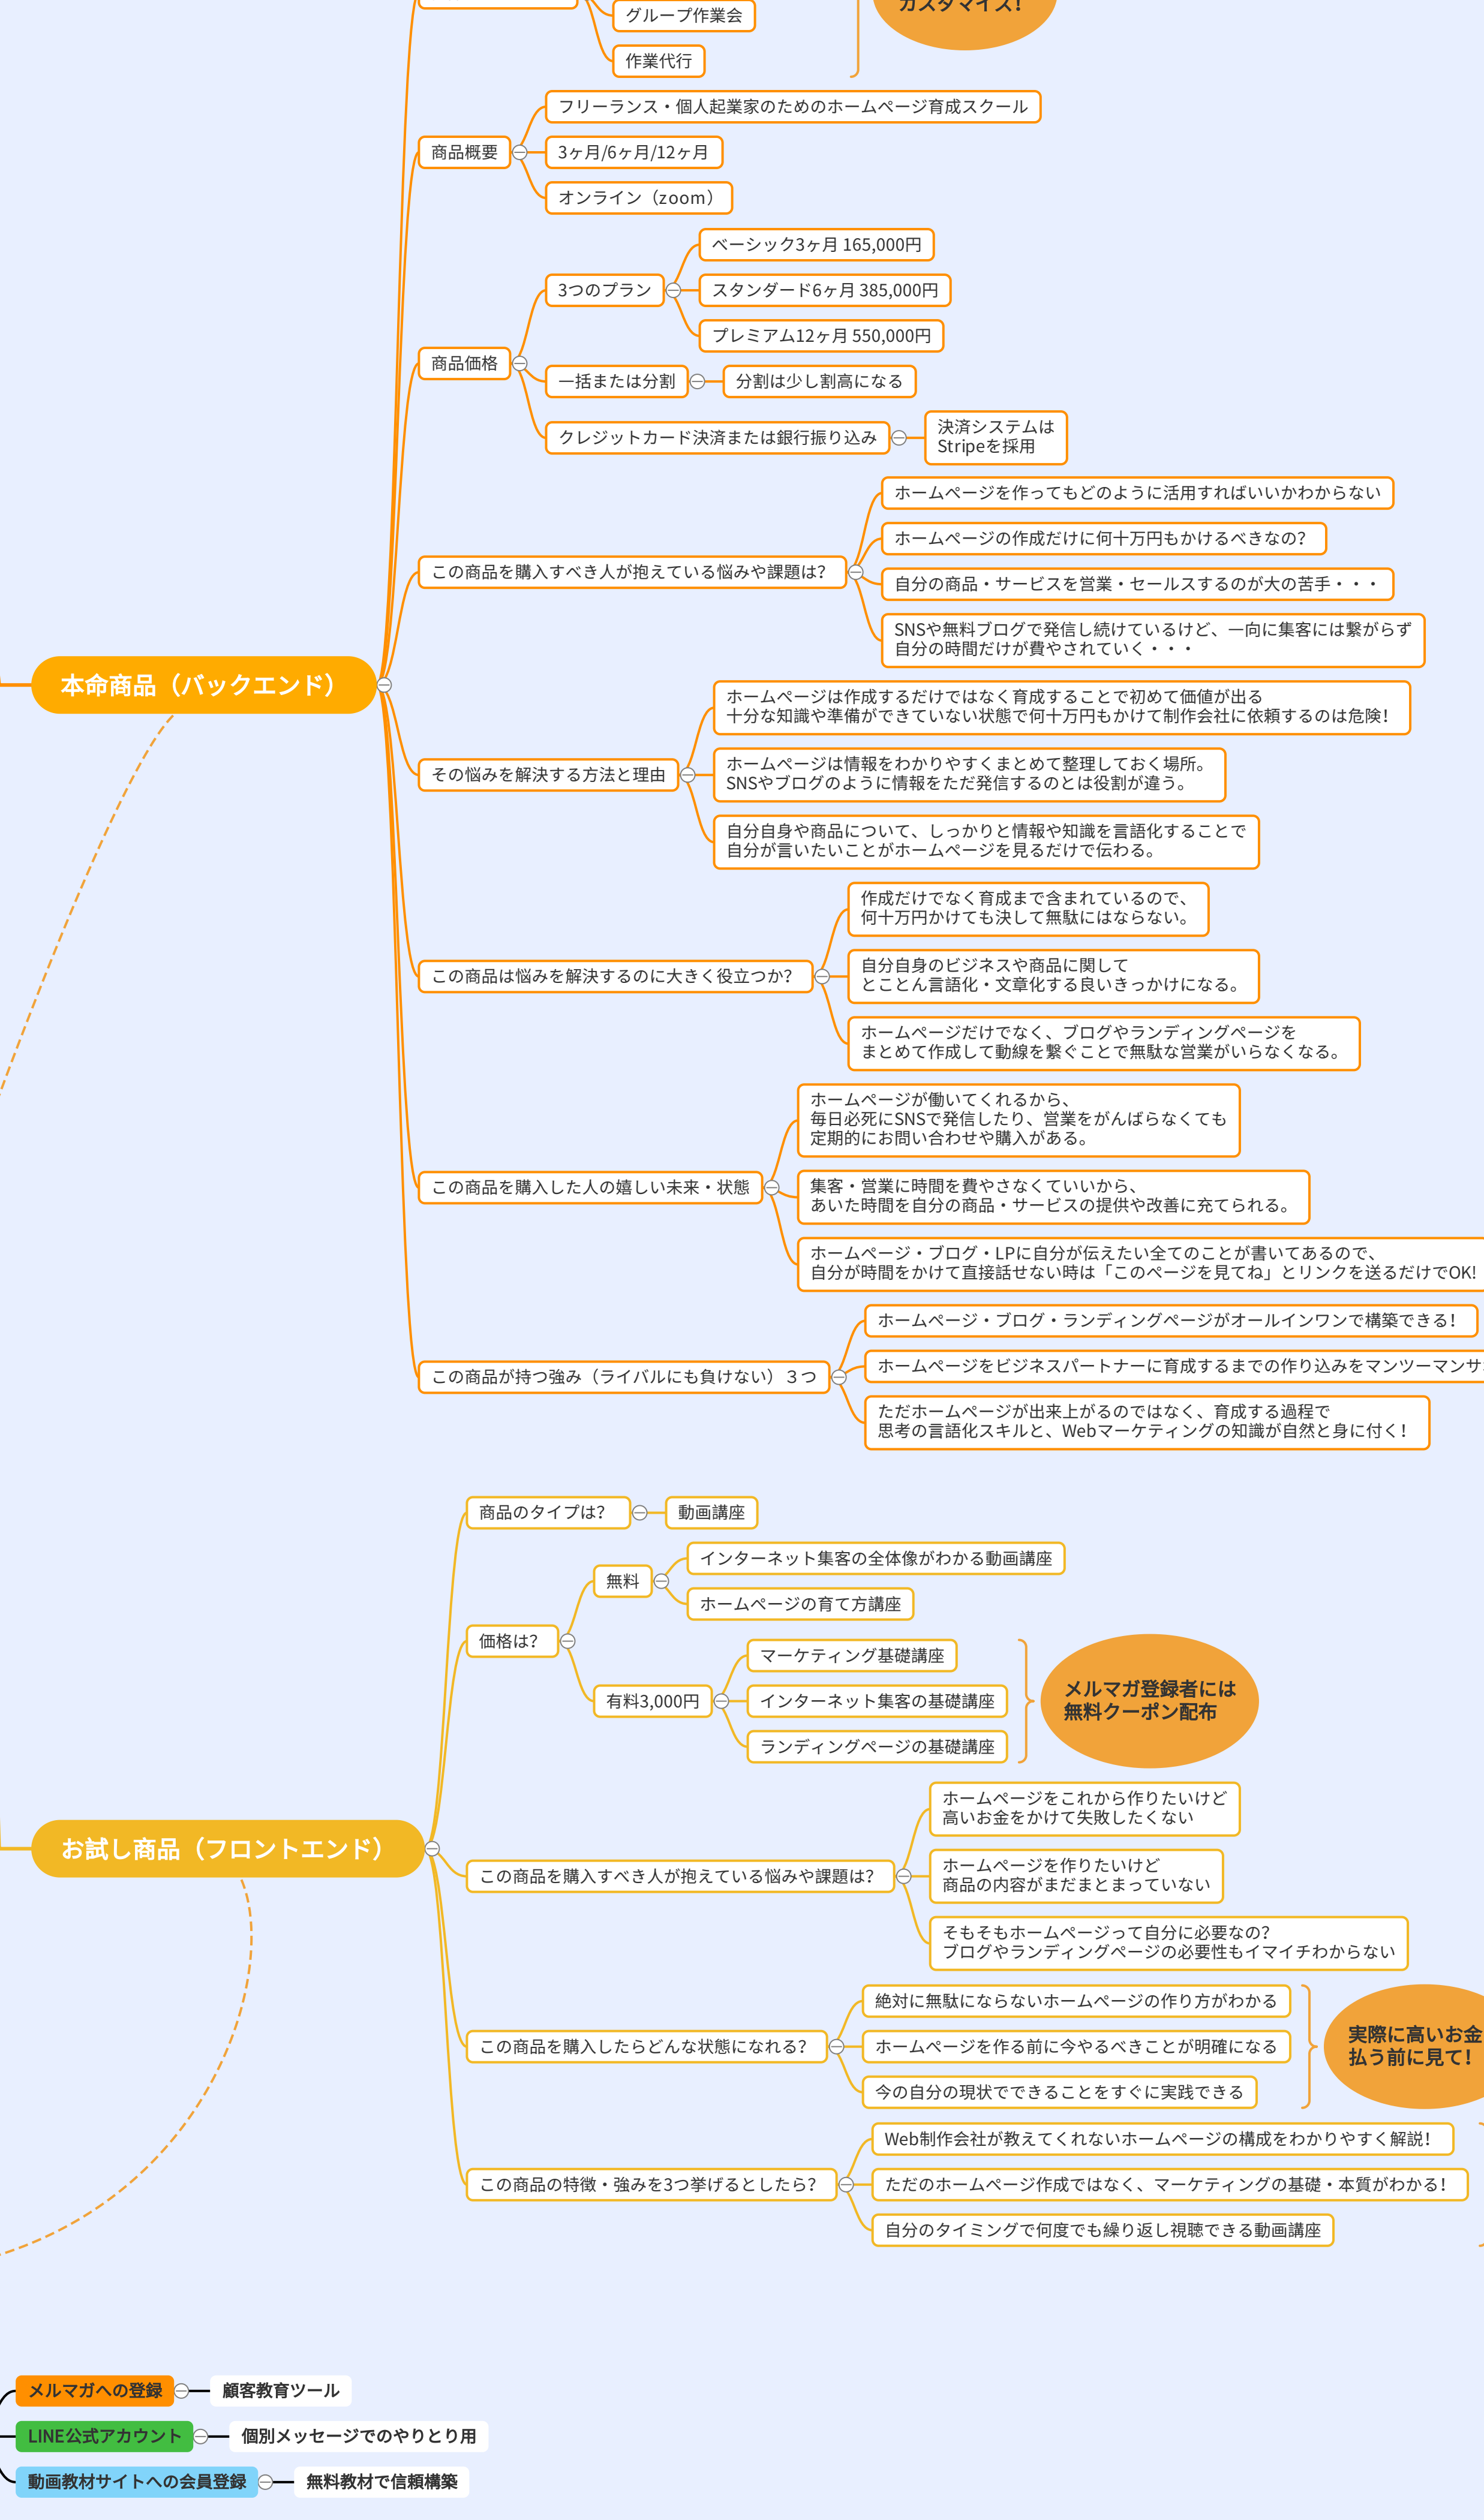 カスタマイズ！
グループ作業会
作業代行
商品概要
フリーランス・個人起業家のためのホームページ育成スクール
3ヶ月/6ヶ月/12ヶ月
オンライン（zoom）
商品価格
3つのプラン
ベーシック3ヶ月 165,000円
スタンダード6ヶ月 385,000円
プレミアム12ヶ月 550,000円
一括または分割
分割は少し割高になる
クレジットカード決済または銀行振り込み
決済システムは
Stripeを採用
本命商品（バックエンド）
この商品を購入すべき人が抱えている悩みや課題は？
ホームページを作ってもどのように活用すればいいかわからない
ホームページの作成だけに何十万円もかけるべきなの？
自分の商品・サービスを営業・セールスするのが大の苦手・・・
SNSや無料ブログで発信し続けているけど、一向に集客には繋がらず
自分の時間だけが費やされていく・・・
その悩みを解決する方法と理由
ホームページは作成するだけではなく育成することで初めて価値が出る
十分な知識や準備ができていない状態で何十万円もかけて制作会社に依頼するのは危険！
ホームページは情報をわかりやすくまとめて整理しておく場所。
SNSやブログのように情報をただ発信するのとは役割が違う。
自分自身や商品について、しっかりと情報や知識を言語化することで
自分が言いたいことがホームページを見るだけで伝わる。
この商品は悩みを解決するのに大きく役立つか？
作成だけでなく育成まで含まれているので、
何十万円かけても決して無駄にはならない。
自分自身のビジネスや商品に関して
とことん言語化・文章化する良いきっかけになる。
ホームページだけでなく、ブログやランディングページを
まとめて作成して動線を繋ぐことで無駄な営業がいらなくなる。
この商品を購入した人の嬉しい未来・状態
ホームページが働いてくれるから、
毎日必死にSNSで発信したり、営業をがんばらなくても
定期的にお問い合わせや購入がある。
集客・営業に時間を費やさなくていいから、
あいた時間を自分の商品・サービスの提供や改善に充てられる。
ホームページ・ブログ・LPに自分が伝えたい全てのことが書いてあるので、
自分が時間をかけて直接話せない時は「このページを見てね」とリンクを送るだけでOK!
この商品が持つ強み（ライバルにも負けない）３つ
ホームページ・ブログ・ランディングページがオールインワンで構築できる！
ホームページをビジネスパートナーに育成するまでの作り込みをマンツーマンサ
ただホームページが出来上がるのではなく、育成する過程で
思考の言語化スキルと、Webマーケティングの知識が自然と身に付く！
お試し商品（フロントエンド）
商品のタイプは？
動画講座
価格は？
無料
インターネット集客の全体像がわかる動画講座
ホームページの育て方講座
有料3,000円
マーケティング基礎講座
インターネット集客の基礎講座
ランディングページの基礎講座
メルマガ登録者には
無料クーポン配布
この商品を購入すべき人が抱えている悩みや課題は？
ホームページをこれから作りたいけど
高いお金をかけて失敗したくない
ホームページを作りたいけど
商品の内容がまだまとまっていない
そもそもホームページって自分に必要なの？
ブログやランディングページの必要性もイマイチわからない
この商品を購入したらどんな状態になれる？
絶対に無駄にならないホームページの作り方がわかる
ホームページを作る前に今やるべきことが明確になる
今の自分の現状でできることをすぐに実践できる
実際に高いお金
払う前に見て！
この商品の特徴・強みを3つ挙げるとしたら？
Web制作会社が教えてくれないホームページの構成をわかりやすく解説！
ただのホームページ作成ではなく、マーケティングの基礎・本質がわかる！
自分のタイミングで何度でも繰り返し視聴できる動画講座
メルマガへの登録
顧客教育ツール
LINE公式アカウント
個別メッセージでのやりとり用
動画教材サイトへの会員登録
無料教材で信頼構築